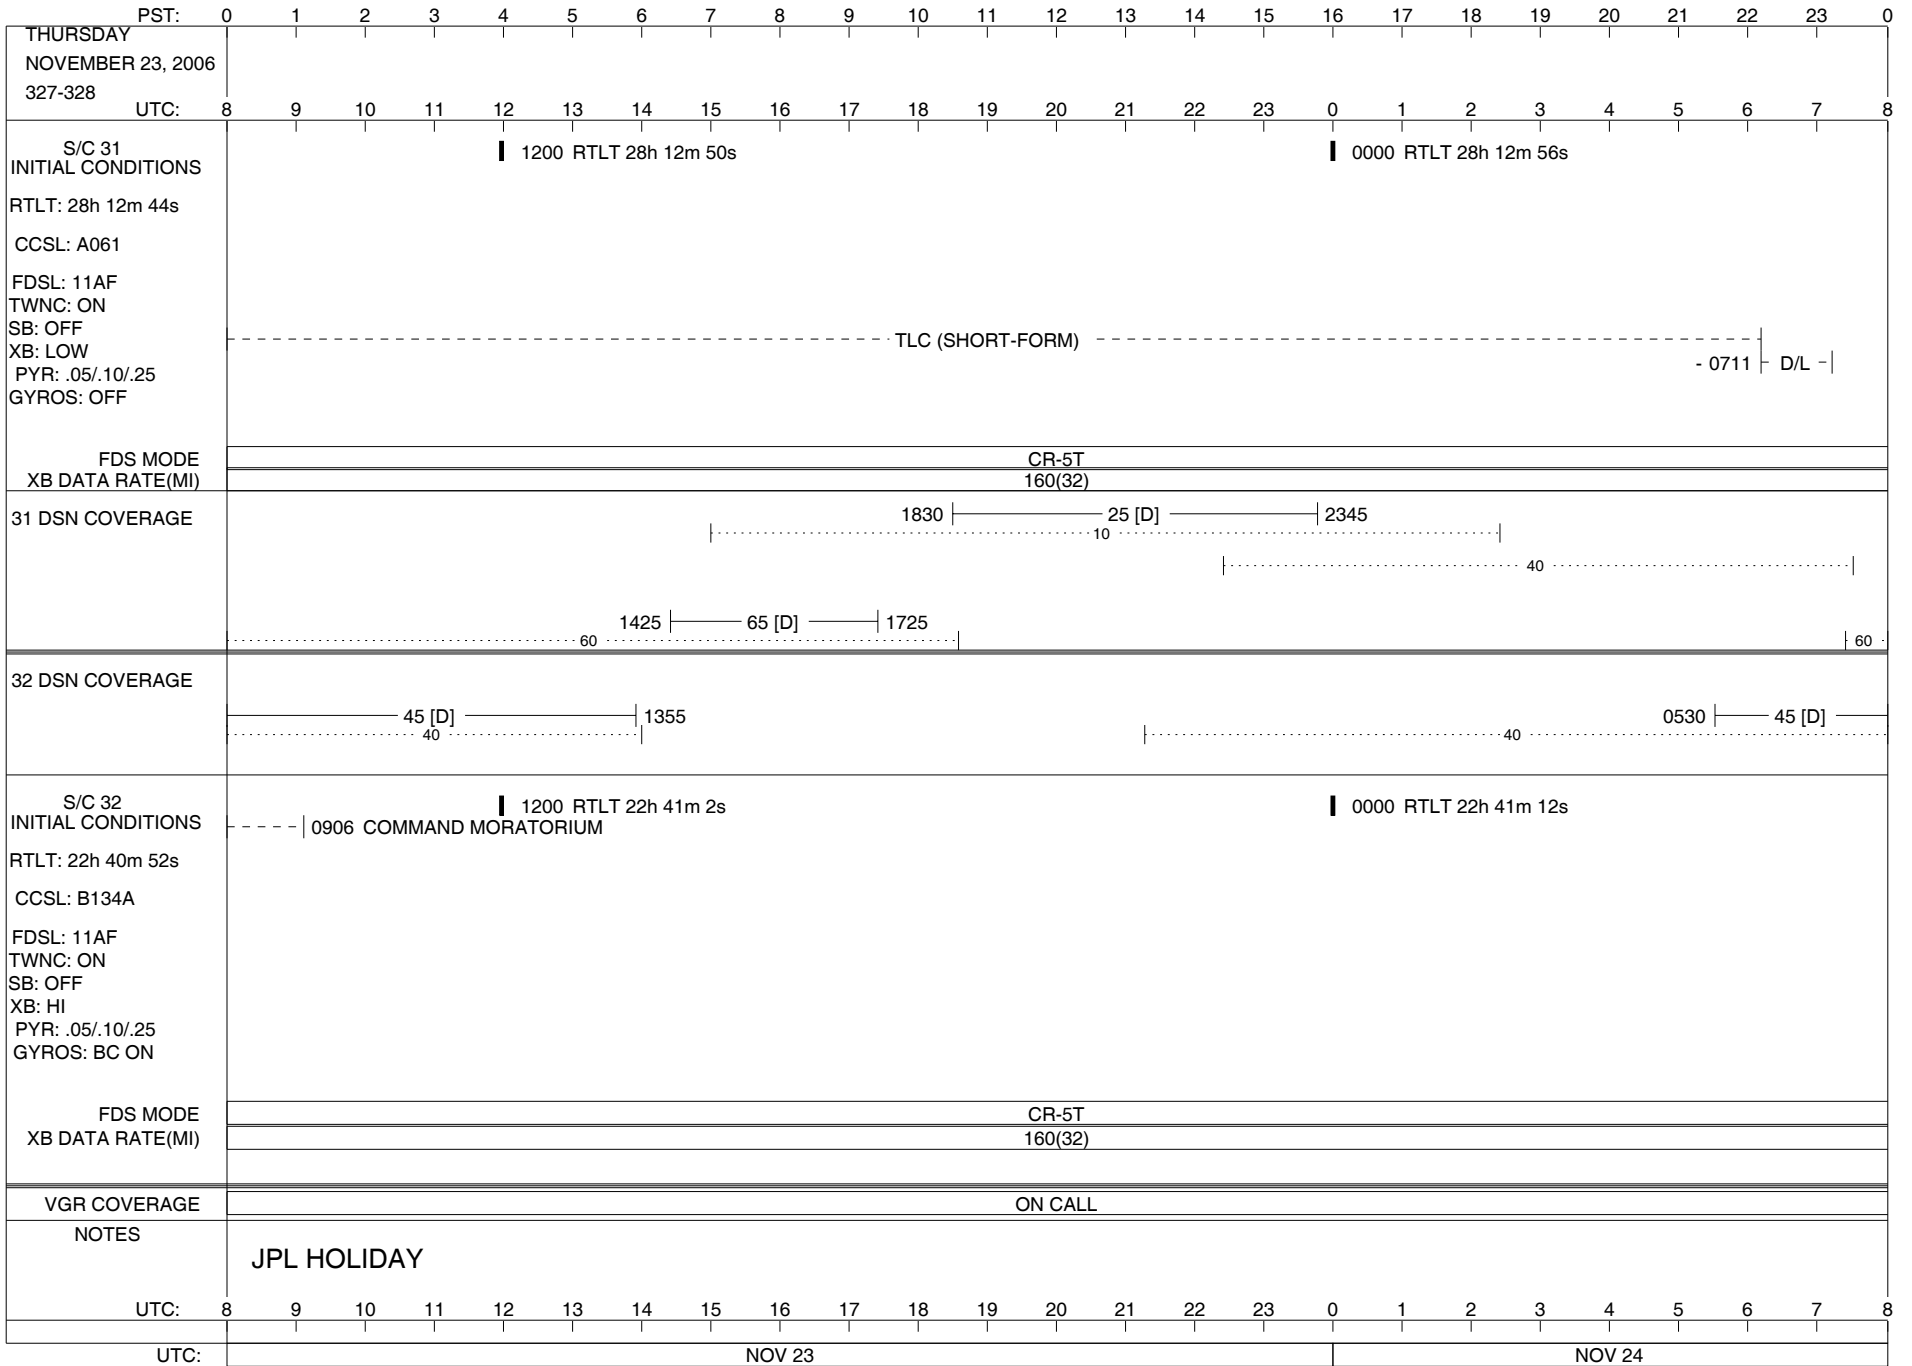 PST: 0 1 2 3 4 5 6 7 8 9 10 11 12 13 14 15 16 17 18 19 20 21 22 23 0
THURSDAY
NOVEMBER 23, 2006
327-328
UTC: 8 9 10 11 12 13 14 15 16 17 18 19 20 21 22 23 0 1 2 3 4 5 6 7 8
S/C 31
INITIAL CONDITIONS
1200 RTLT 28h 12m 50s
0000 RTLT 28h 12m 56s
RTLT: 28h 12m 44s
CCSL: A061
FDSL: 11AF
TWNC: ON
SB: OFF
XB: LOW
PYR: .05/.10/.25
GYROS: OFF
TLC (SHORT-FORM)
- 0711 D/L
FDS MODE CR-5T
XB DATA RATE(MI) 160(32)
31 DSN COVERAGE
1830 25 [D] 2345
10
40
1425 65 [D] 1725
60 60
32 DSN COVERAGE
45 [D] 1355 0530 45 [D]
40 40
S/C 32
INITIAL CONDITIONS
1200 RTLT 22h 41m 2s
0000 RTLT 22h 41m 12s
0906 COMMAND MORATORIUM
RTLT: 22h 40m 52s
CCSL: B134A
FDSL: 11AF
TWNC: ON
SB: OFF
XB: HI
PYR: .05/.10/.25
GYROS: BC ON
FDS MODE CR-5T
XB DATA RATE(MI) 160(32)
VGR COVERAGE ON CALL
NOTES
JPL HOLIDAY
UTC: 8 9 10 11 12 13 14 15 16 17 18 19 20 21 22 23 0 1 2 3 4 5 6 7 8
UTC: NOV 23 NOV 24